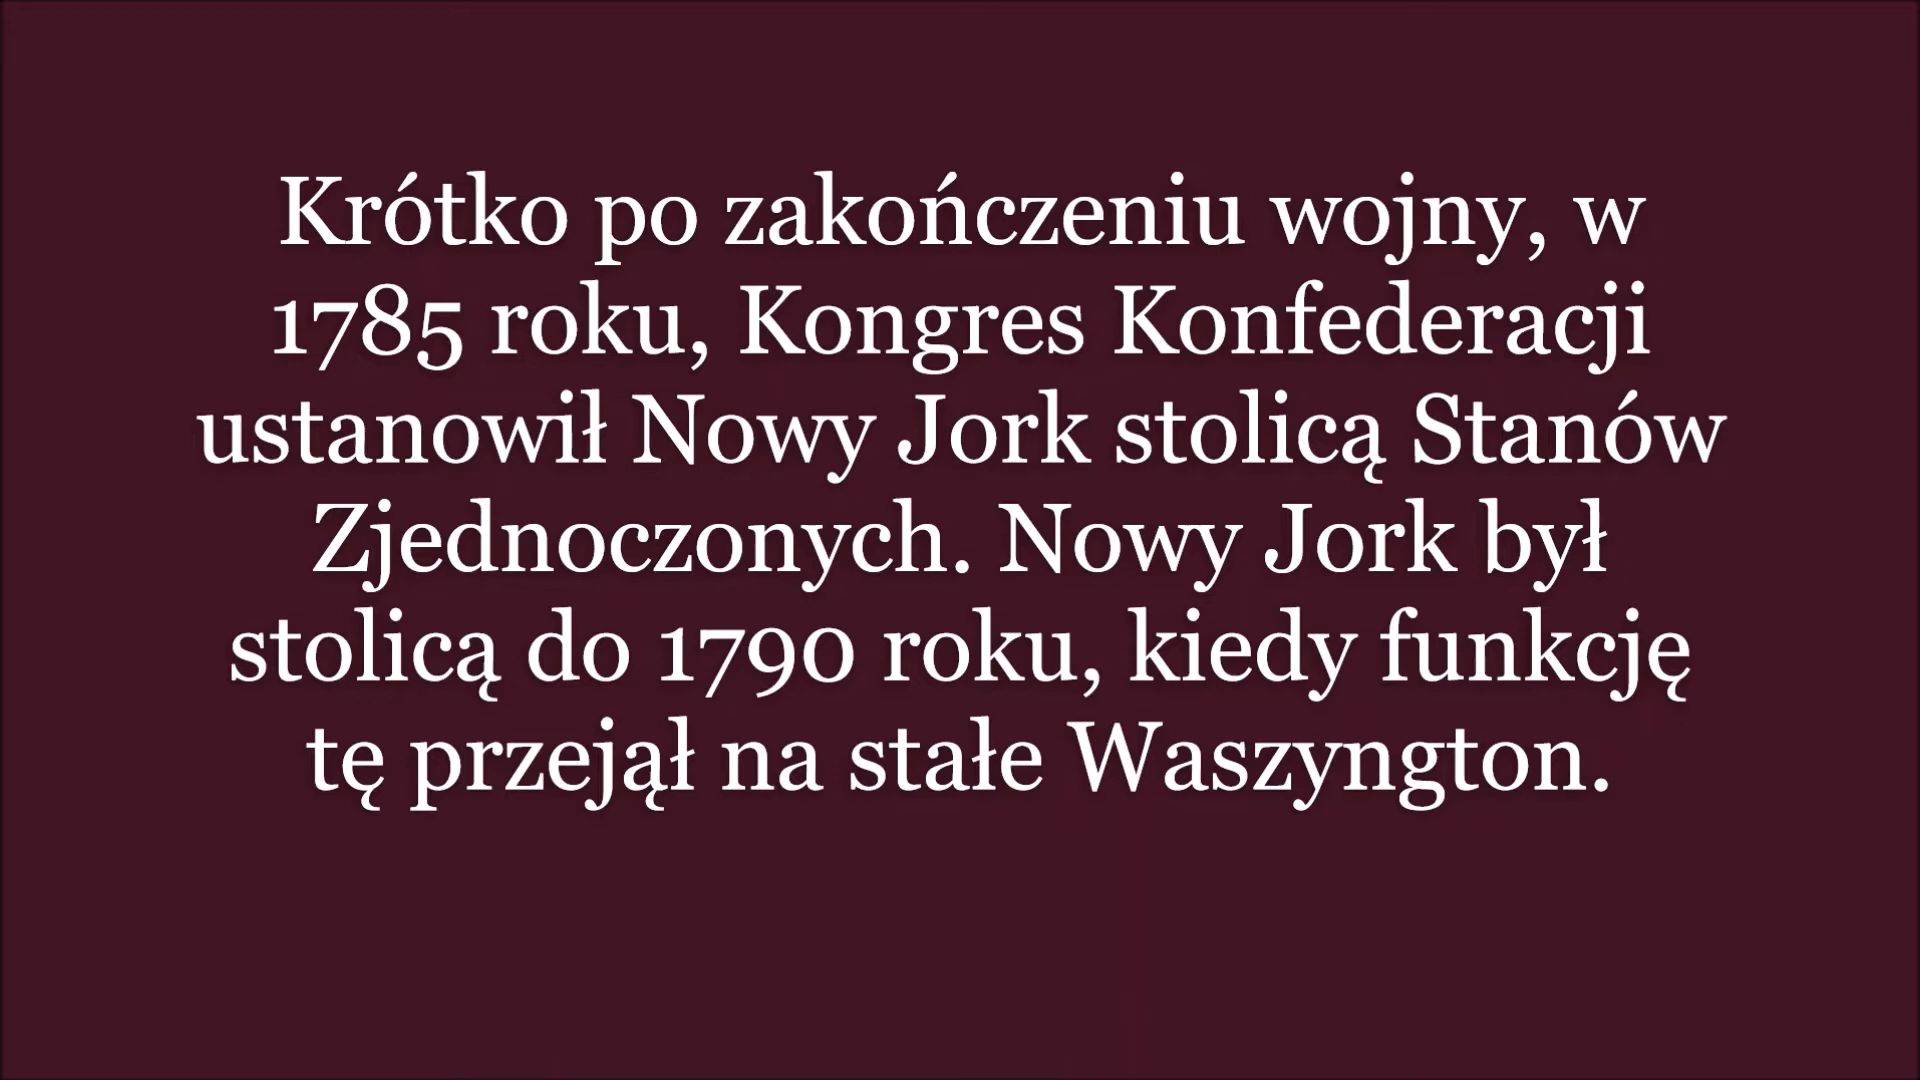 Krótko po zakończeniu wojny, w
1785 roku, Kongres Konfederacji
ustanowił Nowy Jork stolicą Stanów
Zjednoczonych. Nowy Jork był
stolicą do 1790 roku, kiedy funkcję
tę przejął na stałe Waszyngton.